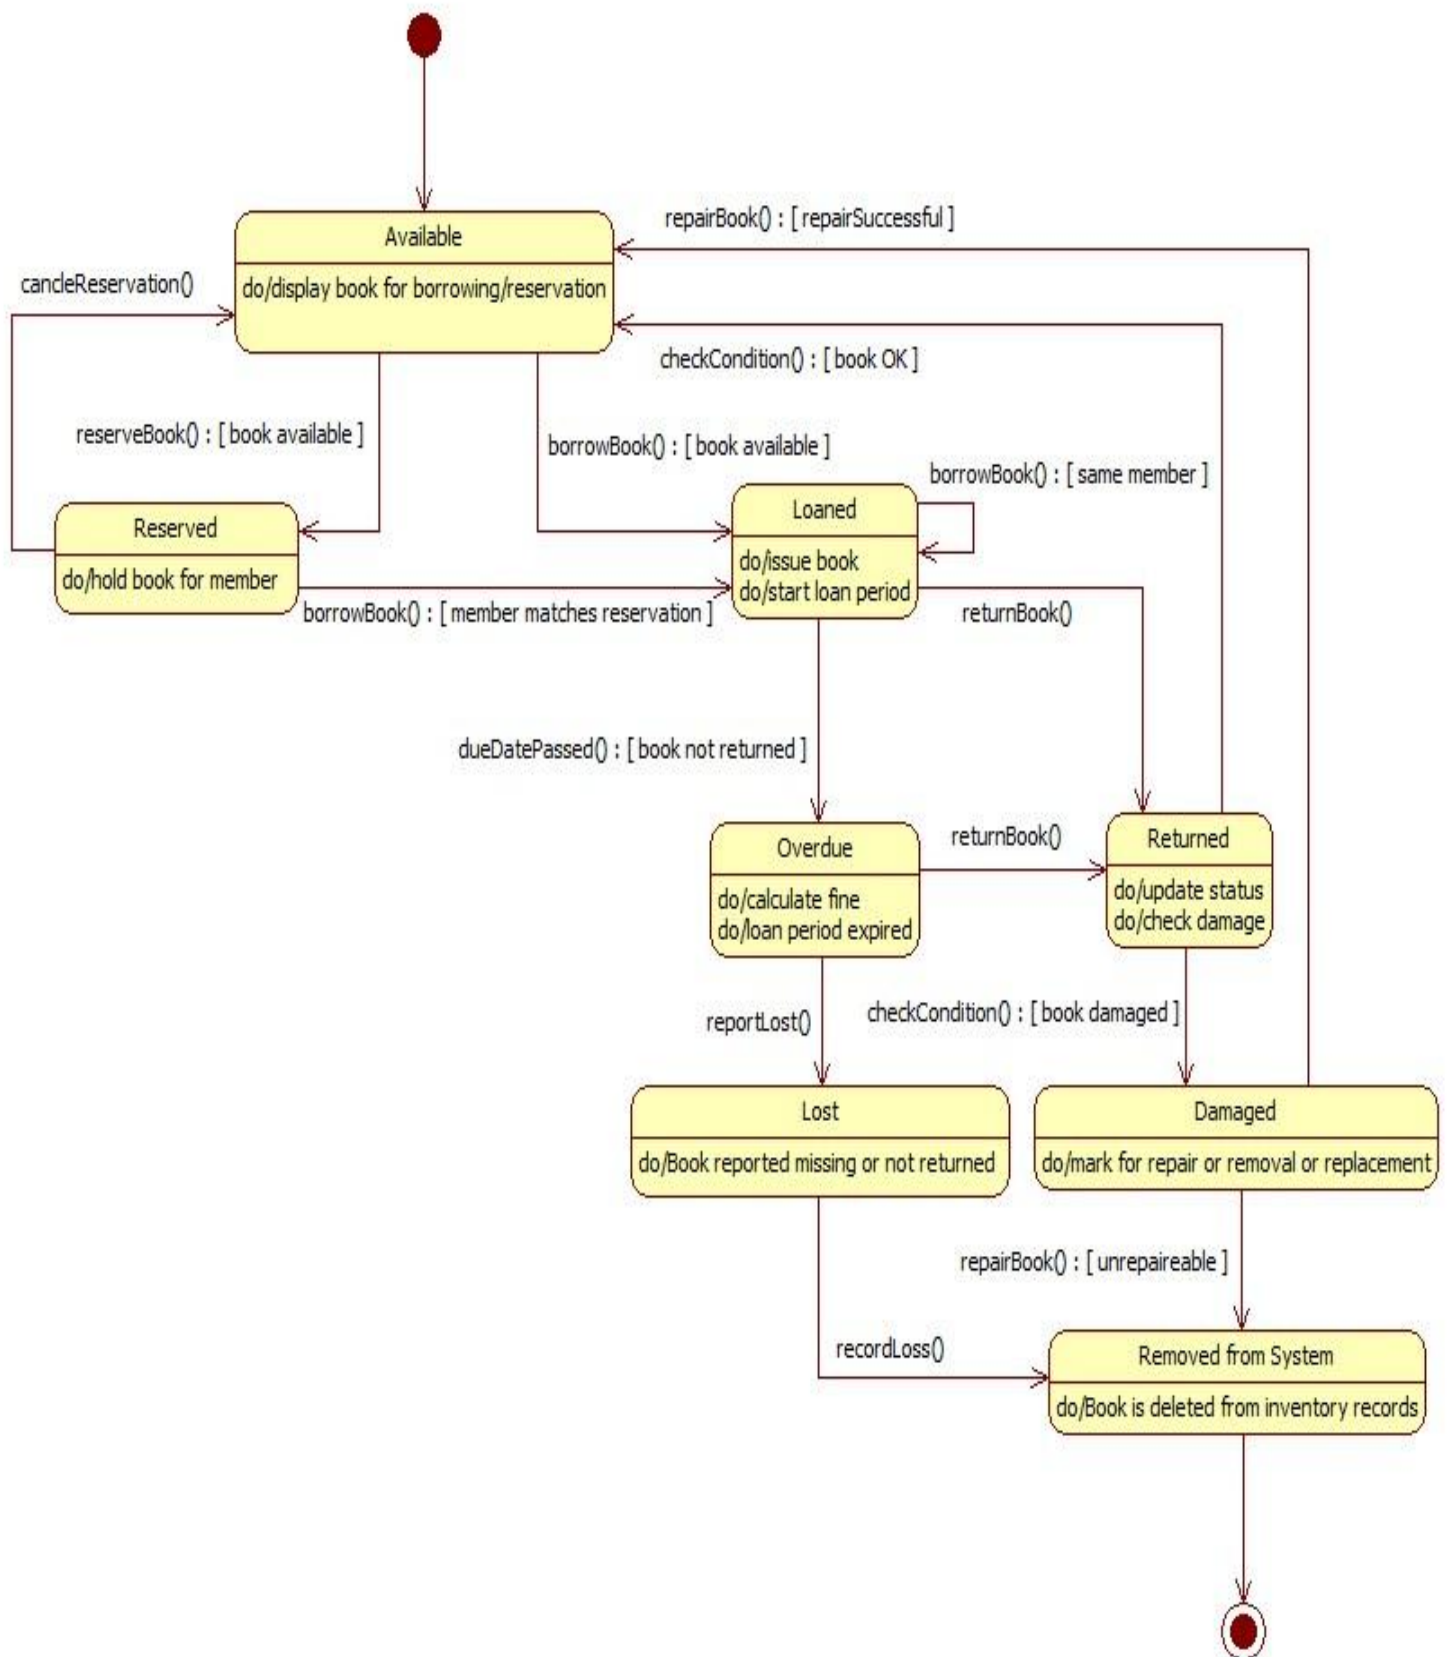 repairBook() : [ repairSuccessful ]
Available
cancleReservation()
do/display book for borrowing/reservation
checkCondition() : [ book OK ]
reserveBook() : [ book available ]
borrowBook() : [ book available ]
borrowBook() : [ same member ]
Reserved
do/hold book for member
Loaned
do/issue book
do/start loan period
borrowBook() : [ member matches reservation ]
returnBook()
dueDatePassed() : [ book not returned ]
Overdue
do/calculate fine
do/loan period expired
returnBook()
Returned
do/update status
do/check damage
reportLost()
checkCondition() : [ book damaged ]
Lost
do/Book reported missing or not returned
Damaged
do/mark for repair or removal or replacement
repairBook() : [ unrepaireable ]
recordLoss()
Removed from System
do/Book is deleted from inventory records